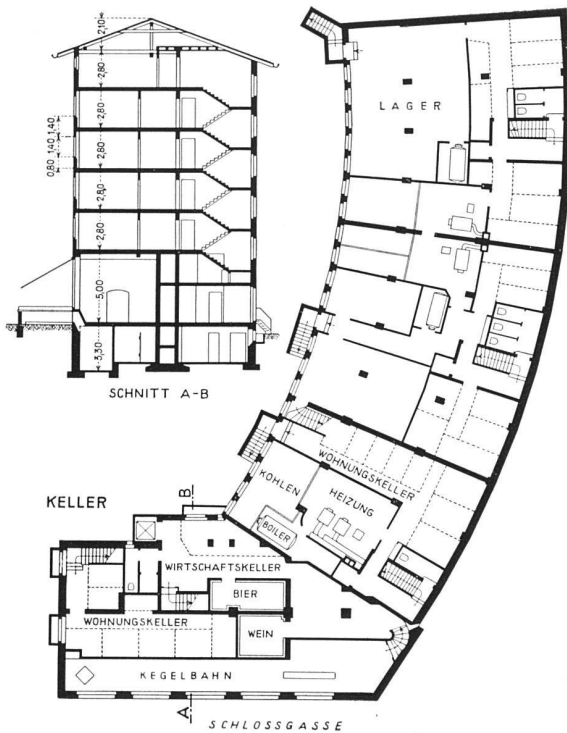 2,10
2,80
2,80
1,40
1,40
0,80
2,80
2,80
2,80
5,00
3,30
SCHNITT A-B
LAGER
WOHNUNGSKELLER
KOHLEN
HEIZUNG
BOILER
KELLER
B
WIRTSCHAFTSKELLER
BIER
WOHNUNGSKELLER
WEIN
KEGELBAHN
A
SCHLOSSGASSE